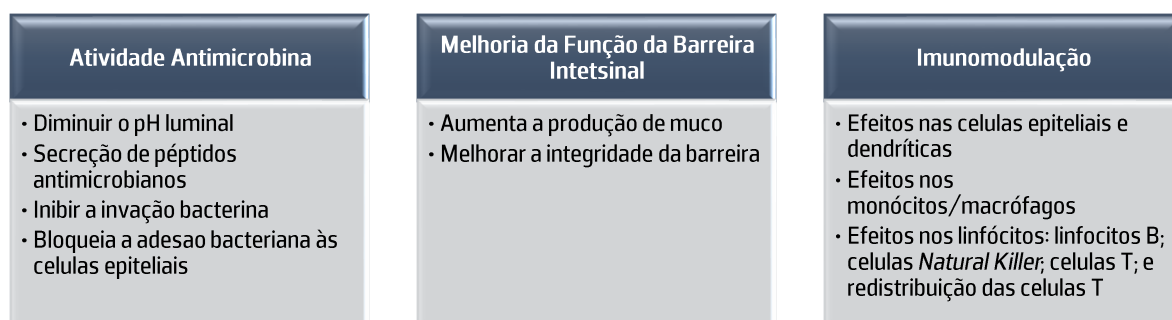 Atividade Antimicrobina
• Diminuir o pH luminal
• Secreção de péptidos
antimicrobianos
• Inibir a invação bacterina
• Bloqueia a adesao bacteriana às
celulas epiteliais
Melhoria da Função da Barreira
Intetsinal
• Aumenta a produção de muco
• Melhorar a integridade da barreira
Imunomodulação
• Efeitos nas celulas epiteliais e
dendríticas
• Efeitos nos
monócitos/macrófagos
• Efeitos nos linfócitos: linfocitos B;
celulas Natural Killer; celulas T; e
redistribuição das celulas T